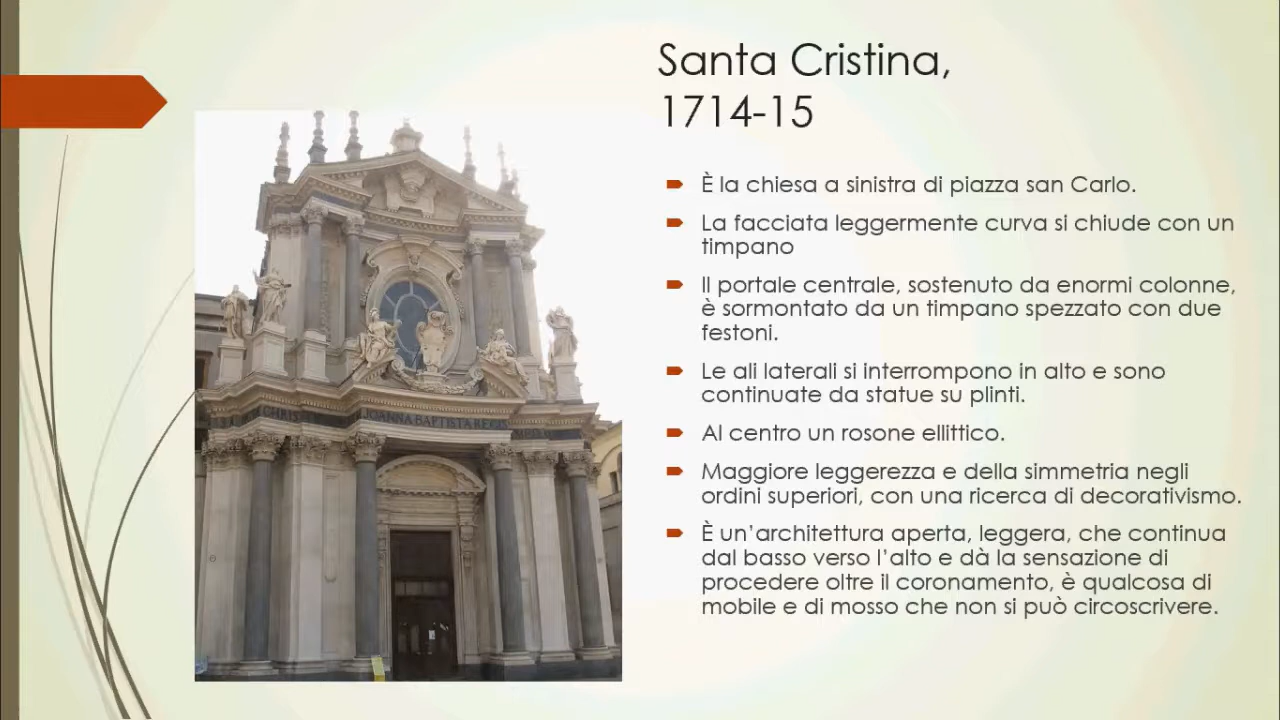 Santa Cristina,
1714-15
È la chiesa a sinistra di piazza san Carlo.
La facciata leggermente curva si chiude con un
timpano
Il portale centrale, sostenuto da enormi colonne,
è sormontato da un timpano spezzato con due
festoni.
Le ali laterali si interrompono in alto e sono
continuate da statue su plinti.
Al centro un rosone ellittico.
Maggiore leggerezza e della simmetria negli
ordini superiori, con una ricerca di decorativismo.
È un'architettura aperta, leggera, che continua
dal basso verso l'alto e dà la sensazione di
procedere oltre il coronamento, è qualcosa di
mobile e di mosso che non si può circoscrivere.
CHRIS IOANNA BAPTISTA REG